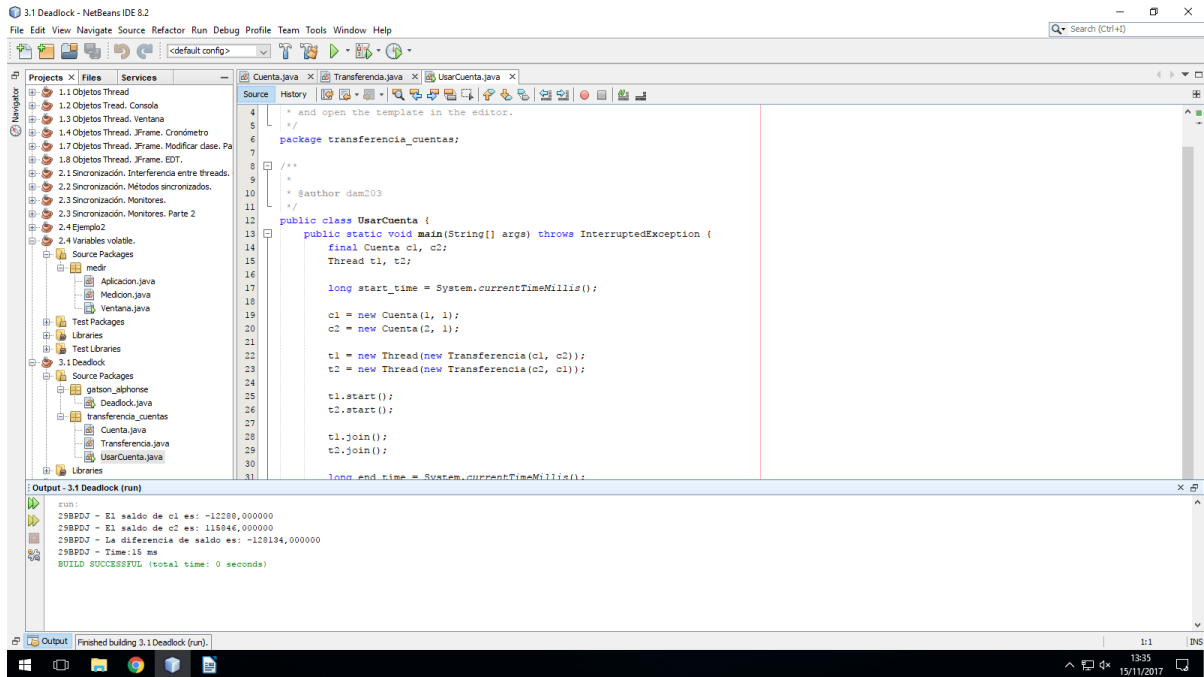 3.1 Deadlock - NetBeans IDE 8.2
File Edit View Navigate Source Refactor Run Debug Profile Team Tools Window Help
Search (Ctrl+I)
<default config>
Projects Files Services
Cuenta.java Transferencia.java UsarCuenta.java
Navigator
Source History
1.1 Objetos Thread
1.2 Objetos Tread. Consola
1.3 Objetos Thread. Ventana
1.4 Objetos Thread. JFrame. Cronómetro
1.7 Objetos Thread. JFrame. Modificar clase. Pa
1.8 Objetos Thread. JFrame. EDT.
2.1 Sincronización. Interferencia entre threads.
2.2 Sincronización. Métodos sincronizados.
2.3 Sincronización. Monitores.
2.3 Sincronización. Monitores. Parte 2
2.4 Ejemplo2
2.4 Variables volatile.
Source Packages
medir
Aplicacion.java
Medicion.java
Ventana.java
Test Packages
Libraries
Test Libraries
3.1 Deadlock
Source Packages
gatson_alphonse
Deadlock.java
transferencia_cuentas
Cuenta.java
Transferencia.java
UsarCuenta.java
Libraries
4 * and open the template in the editor.
5 */
6 package transferencia_cuentas;
7
8 /**
9 *
10 * @author dam203
11 */
12 public class UsarCuenta {
13 public static void main(String[] args) throws InterruptedException {
14 final Cuenta c1, c2;
15 Thread t1, t2;
16
17 long start_time = System.currentTimeMillis();
18
19 c1 = new Cuenta(1, 1);
20 c2 = new Cuenta(2, 1);
21
22 t1 = new Thread(new Transferencia(c1, c2));
23 t2 = new Thread(new Transferencia(c2, c1));
24
25 t1.start();
26 t2.start();
27
28 t1.join();
29 t2.join();
30
31 long end_time = System.currentTimeMillis();
Output - 3.1 Deadlock (run)
run:
29BPDJ - El saldo de c1 es: -12288,000000
29BPDJ - El saldo de c2 es: 115846,000000
29BPDJ - La diferencia de saldo es: -128134,000000
29BPDJ - Time:15 ms
BUILD SUCCESSFUL (total time: 0 seconds)
Output Finished building 3.1 Deadlock (run).
1:1 INS
13:35
15/11/2017